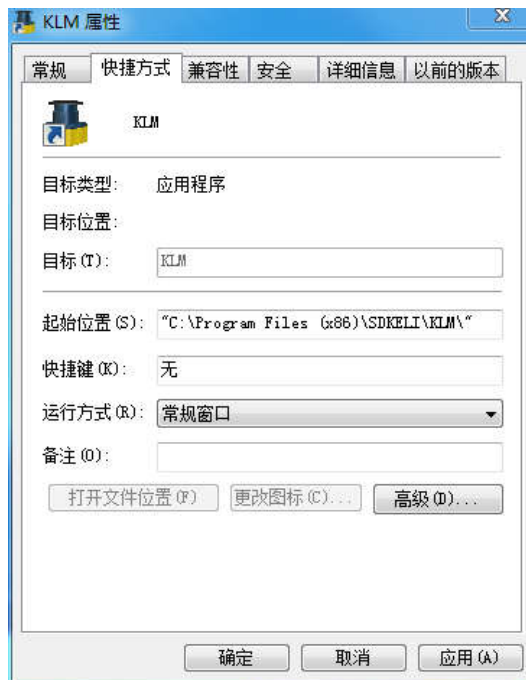 KLM 属性
常规 快捷方式 兼容性 安全 详细信息 以前的版本
KLM
目标类型: 应用程序
目标位置:
目标(T): KLM
起始位置(S): "C:\Program Files (x86)\SDKELI\KLM\"
快捷键(K): 无
运行方式(R): 常规窗口
备注(O):
打开文件位置(F) 更改图标(C)... 高级(D)...
确定 取消 应用(A)